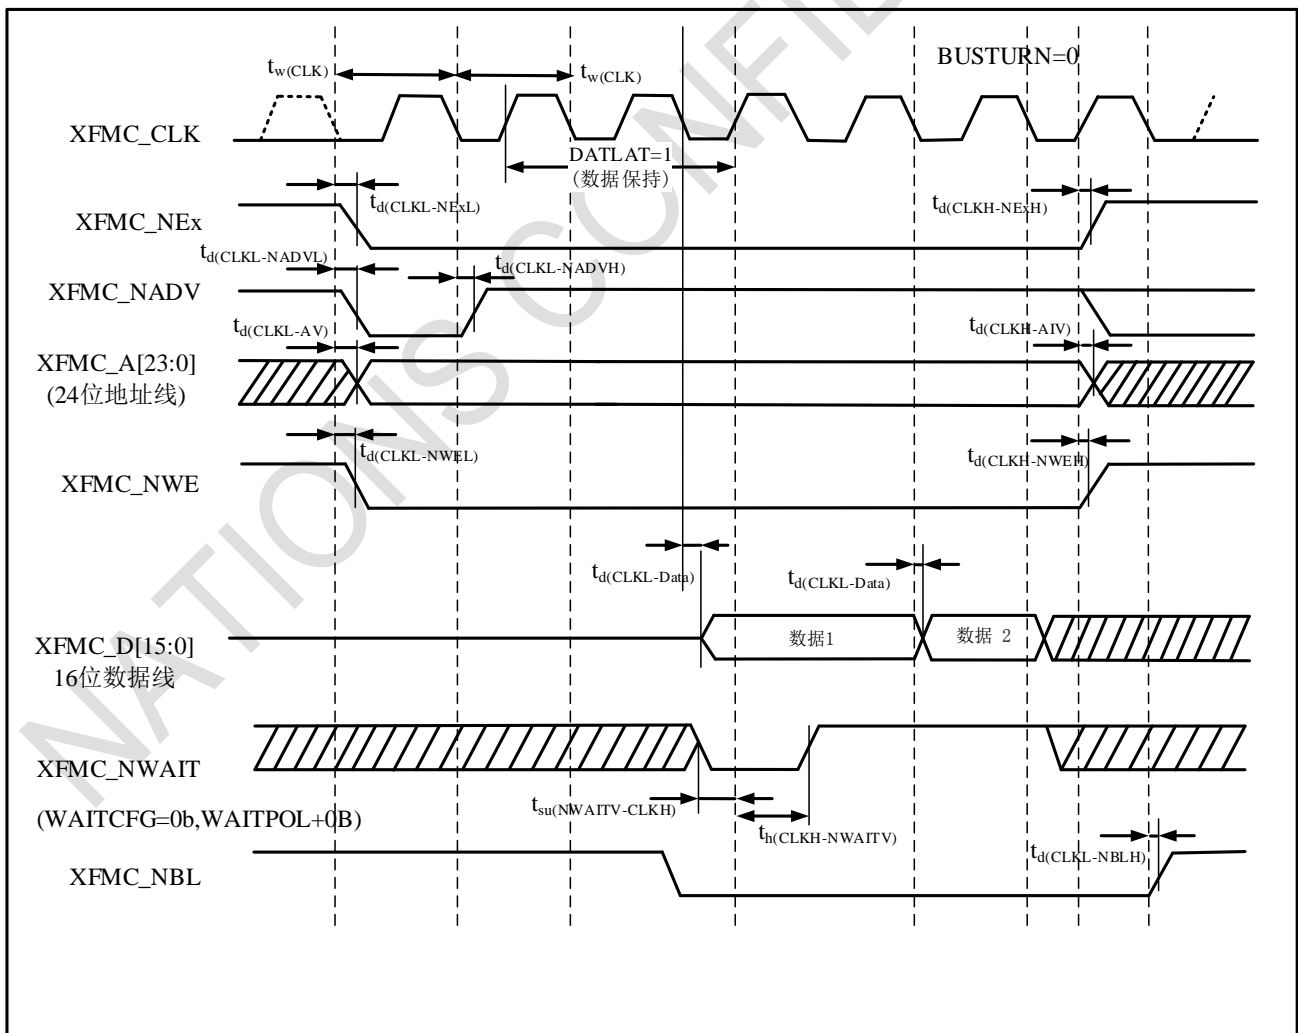 BUSTURN=0
tw(CLK)
tw(CLK)
XFMC_CLK
DATLAT=1
(数据保持)
td(CLKL-NExL)
td(CLKH-NExH)
XFMC_NEx
td(CLKL-NADVL)
td(CLKL-NADVH)
XFMC_NADV
td(CLKL-AV)
td(CLKH-AIV)
XFMC_A[23:0]
(24位地址线)
td(CLKL-NWEL)
td(CLKH-NWEH)
XFMC_NWE
td(CLKL-Data)
td(CLKL-Data)
XFMC_D[15:0]
16位数据线
数据1
数据 2
XFMC_NWAIT
(WAITCFG=0b,WAITPOL+0B)
tsu(NWAITV-CLKH)
th(CLKH-NWAITV)
td(CLKL-NBLH)
XFMC_NBL
NATIONS CONFI